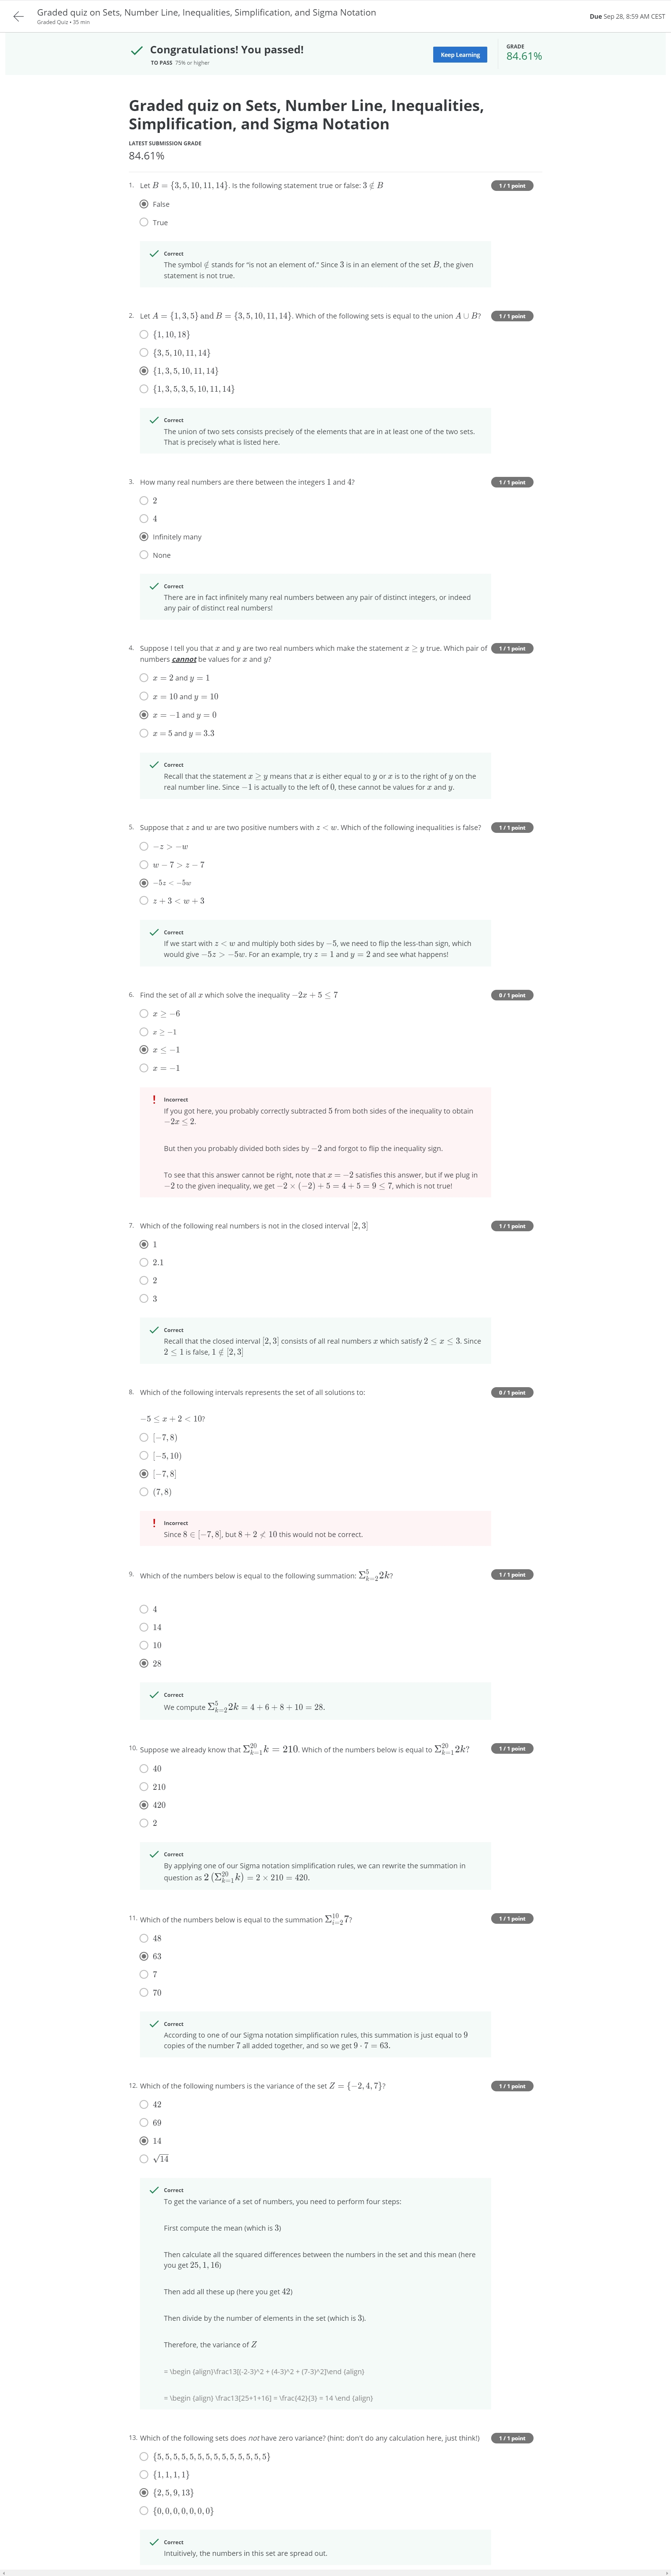 Graded quiz on Sets, Number Line, Inequalities, Simplification, and Sigma Notation
Graded Quiz • 35 min
Due Sep 28, 8:59 AM CEST
Congratulations! You passed!
TO PASS 75% or higher
Keep Learning
GRADE
84.61%
Graded quiz on Sets, Number Line, Inequalities,
Simplification, and Sigma Notation
LATEST SUBMISSION GRADE
84.61%
1. Let B = {3, 5, 10, 11, 14}. Is the following statement true or false: 3 ∉ B
1 / 1 point
False
True
Correct
The symbol ∉ stands for "is not an element of." Since 3 is in an element of the set B, the given
statement is not true.
2. Let A = {1, 3, 5} and B = {3, 5, 10, 11, 14}. Which of the following sets is equal to the union A ∪ B?
1 / 1 point
{1, 10, 18}
{3, 5, 10, 11, 14}
{1, 3, 5, 10, 11, 14}
{1, 3, 5, 3, 5, 10, 11, 14}
Correct
The union of two sets consists precisely of the elements that are in at least one of the two sets.
That is precisely what is listed here.
3. How many real numbers are there between the integers 1 and 4?
1 / 1 point
2
4
Infinitely many
None
Correct
There are in fact infinitely many real numbers between any pair of distinct integers, or indeed
any pair of distinct real numbers!
4. Suppose I tell you that x and y are two real numbers which make the statement x ≥ y true. Which pair of
numbers cannot be values for x and y?
1 / 1 point
x = 2 and y = 1
x = 10 and y = 10
x = −1 and y = 0
x = 5 and y = 3.3
Correct
Recall that the statement x ≥ y means that x is either equal to y or x is to the right of y on the
real number line. Since −1 is actually to the left of 0, these cannot be values for x and y.
5. Suppose that z and w are two positive numbers with z < w. Which of the following inequalities is false?
1 / 1 point
−z > −w
w − 7 > z − 7
−5z < −5w
z + 3 < w + 3
Correct
If we start with z < w and multiply both sides by −5, we need to flip the less-than sign, which
would give −5z > −5w. For an example, try z = 1 and y = 2 and see what happens!
6. Find the set of all x which solve the inequality −2x + 5 ≤ 7
0 / 1 point
x ≥ −6
x ≥ −1
x ≤ −1
x = −1
Incorrect
If you got here, you probably correctly subtracted 5 from both sides of the inequality to obtain
−2x ≤ 2.
But then you probably divided both sides by −2 and forgot to flip the inequality sign.
To see that this answer cannot be right, note that x = −2 satisfies this answer, but if we plug in
−2 to the given inequality, we get −2 × (−2) + 5 = 4 + 5 = 9 ≤ 7, which is not true!
7. Which of the following real numbers is not in the closed interval [2, 3]
1 / 1 point
1
2.1
2
3
Correct
Recall that the closed interval [2, 3] consists of all real numbers x which satisfy 2 ≤ x ≤ 3. Since
2 ≤ 1 is false, 1 ∉ [2, 3]
8. Which of the following intervals represents the set of all solutions to:
0 / 1 point
−5 ≤ x + 2 < 10?
[−7, 8)
[−5, 10)
[−7, 8]
(7, 8)
Incorrect
Since 8 ∈ [−7, 8], but 8 + 2 ≮ 10 this would not be correct.
9. Which of the numbers below is equal to the following summation: Σ_{k=2}^{5} 2k?
1 / 1 point
4
14
10
28
Correct
We compute Σ_{k=2}^{5} 2k = 4 + 6 + 8 + 10 = 28.
10. Suppose we already know that Σ_{k=1}^{20} k = 210. Which of the numbers below is equal to Σ_{k=1}^{20} 2k?
1 / 1 point
40
210
420
2
Correct
By applying one of our Sigma notation simplification rules, we can rewrite the summation in
question as 2 (Σ_{k=1}^{20} k) = 2 × 210 = 420.
11. Which of the numbers below is equal to the summation Σ_{i=2}^{10} 7?
1 / 1 point
48
63
7
70
Correct
According to one of our Sigma notation simplification rules, this summation is just equal to 9
copies of the number 7 all added together, and so we get 9 · 7 = 63.
12. Which of the following numbers is the variance of the set Z = {−2, 4, 7}?
1 / 1 point
42
69
14
√14
Correct
To get the variance of a set of numbers, you need to perform four steps:
First compute the mean (which is 3)
Then calculate all the squared differences between the numbers in the set and this mean (here
you get 25, 1, 16)
Then add all these up (here you get 42)
Then divide by the number of elements in the set (which is 3).
Therefore, the variance of Z
= \begin {align}\frac13[(-2-3)^2 + (4-3)^2 + (7-3)^2]\end {align}
= \begin {align} \frac13[25+1+16] = \frac{42}{3} = 14 \end {align}
13. Which of the following sets does not have zero variance? (hint: don't do any calculation here, just think!)
1 / 1 point
{5, 5, 5, 5, 5, 5, 5, 5, 5, 5, 5, 5, 5, 5}
{1, 1, 1, 1}
{2, 5, 9, 13}
{0, 0, 0, 0, 0, 0, 0}
Correct
Intuitively, the numbers in this set are spread out.